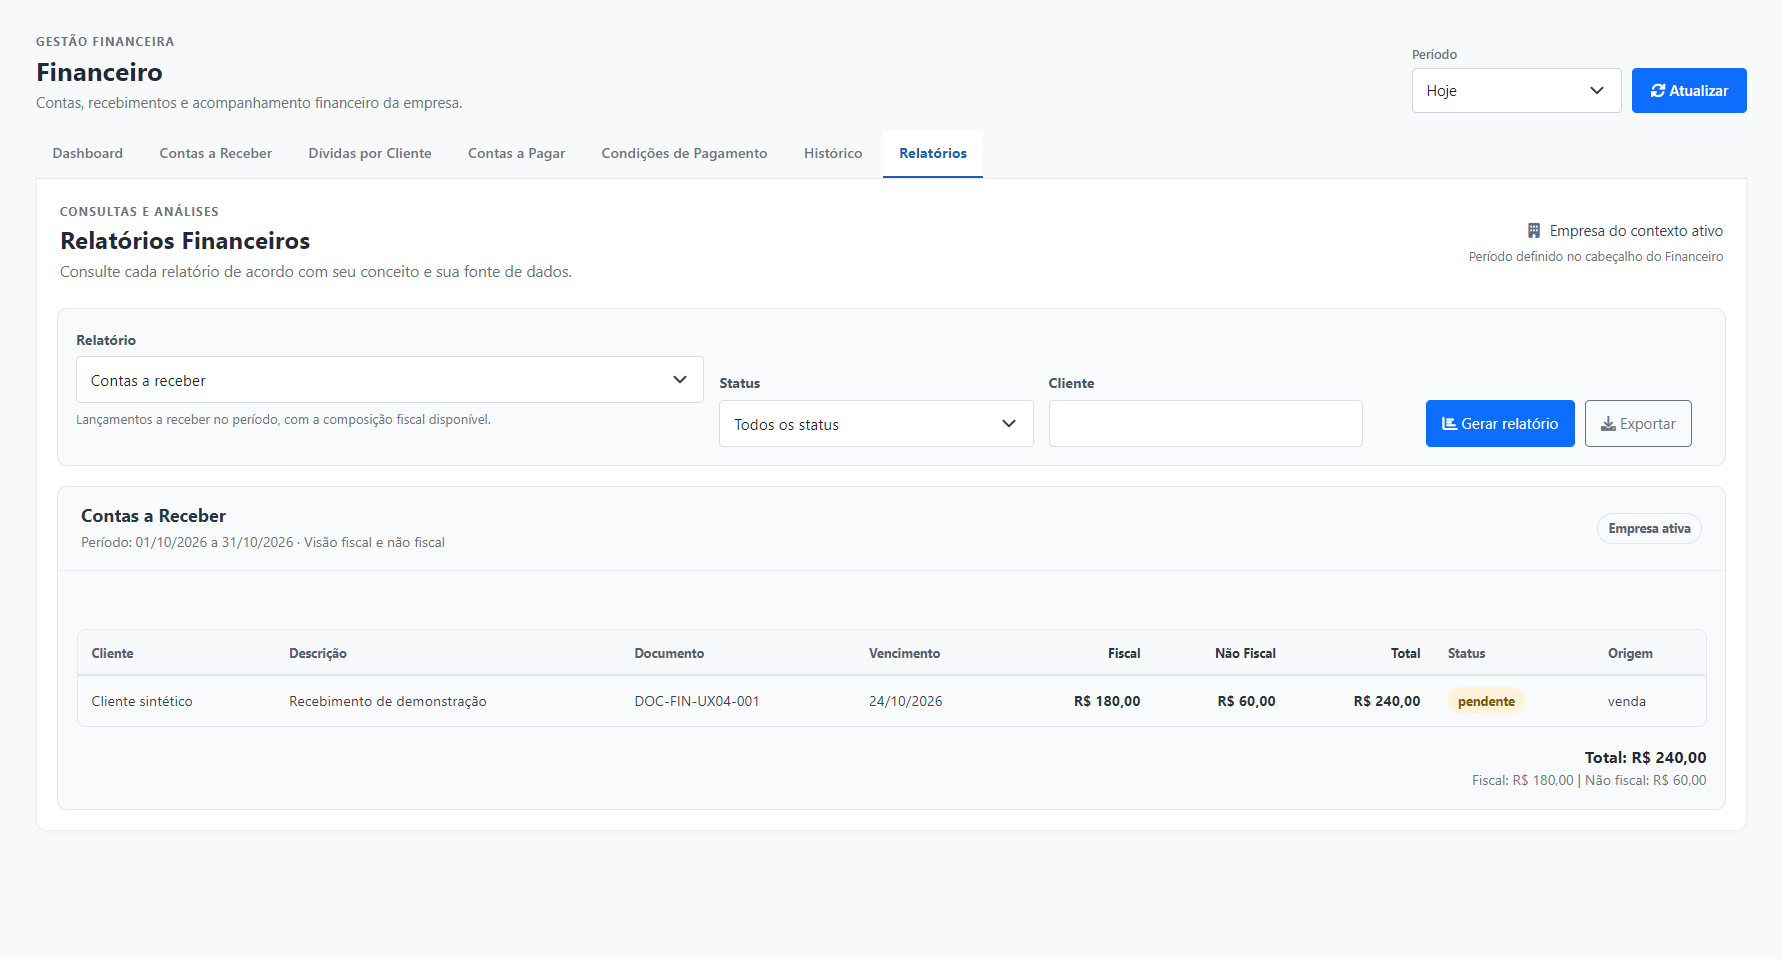 GESTÃO FINANCEIRA
Financeiro
Contas, recebimentos e acompanhamento financeiro da empresa.
Período
Hoje
Atualizar
Dashboard Contas a Receber Dívidas por Cliente Contas a Pagar Condições de Pagamento Histórico Relatórios
CONSULTAS E ANÁLISES
Relatórios Financeiros
Consulte cada relatório de acordo com seu conceito e sua fonte de dados.
Empresa do contexto ativo
Período definido no cabeçalho do Financeiro
Relatório
Contas a receber
Lançamentos a receber no período, com a composição fiscal disponível.
Status
Todos os status
Cliente
Gerar relatório
Exportar
Contas a Receber
Período: 01/10/2026 a 31/10/2026 · Visão fiscal e não fiscal
Empresa ativa
Cliente Descrição Documento Vencimento Fiscal Não Fiscal Total Status Origem
Cliente sintético Recebimento de demonstração DOC-FIN-UX04-001 24/10/2026 R$ 180,00 R$ 60,00 R$ 240,00 pendente venda
Total: R$ 240,00
Fiscal: R$ 180,00 | Não fiscal: R$ 60,00